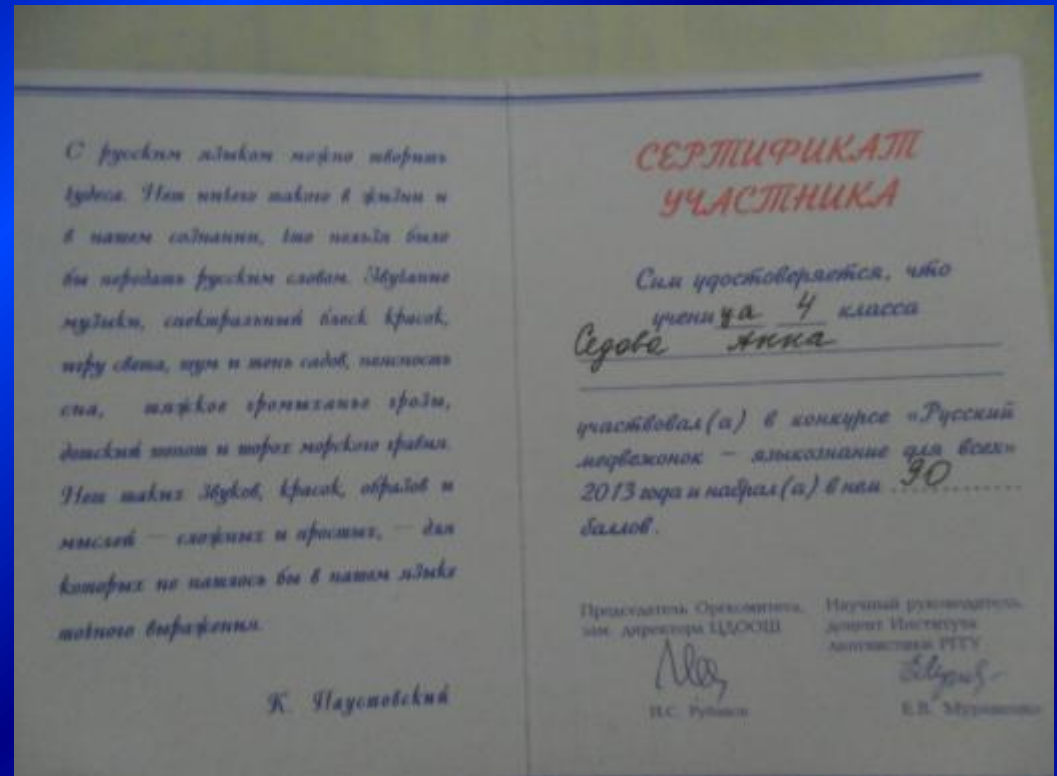 С русским языком можно творить
чудеса. Нет ничего такого в жизни и
в нашем сознании, что нельзя было
бы передать русским словом. Звучание
музыки, спектральный блеск красок,
игру света, шум и тень садов, неясность
сна, тяжкое громыханье грозы,
детский шепот и шорох морского гравия.
Нет таких звуков, красок, образов и
мыслей — сложных и простых, — для
которых не нашлось бы в нашем языке
точного выражения.
К. Паустовский
СЕРТИФИКАТ
УЧАСТНИКА
Сим удостоверяется, что
учени ца 4 класса
Седова Анна
участвовал(а) в конкурсе «Русский
медвежонок – языкознание для всех»
2013 года и набрал(а) в нем 90
баллов.
Председатель Оргкомитета,
зам. директора ЦДООШ
И.С. Рубанов
Научный руководитель,
доцент Института
лингвистики РГГУ
Е.В. Муравенко